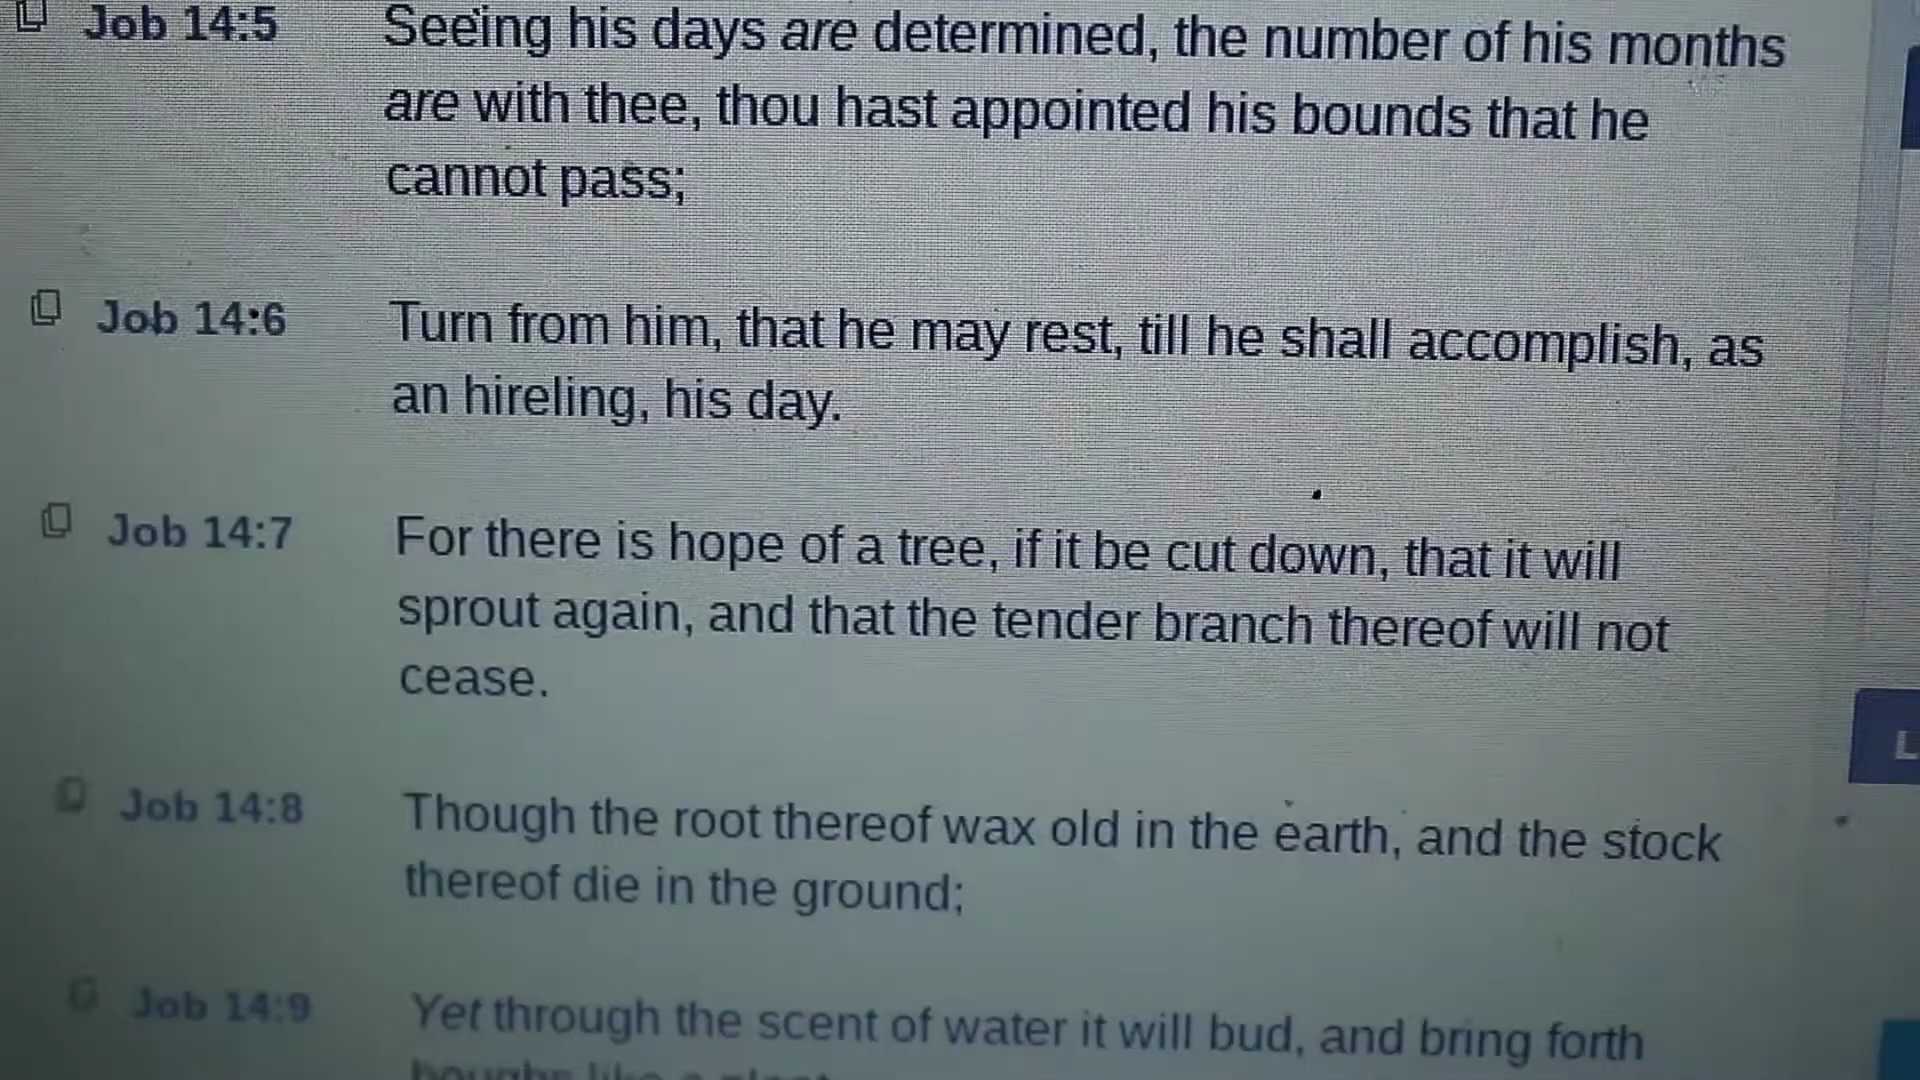 Job 14:5 Seeing his days are determined, the number of his months
are with thee, thou hast appointed his bounds that he
cannot pass;
Job 14:6 Turn from him, that he may rest, till he shall accomplish, as
an hireling, his day.
Job 14:7 For there is hope of a tree, if it be cut down, that it will
sprout again, and that the tender branch thereof will not
cease.
Job 14:8 Though the root thereof wax old in the earth, and the stock
thereof die in the ground;
Job 14:9 Yet through the scent of water it will bud, and bring forth
boughs like a plant
L